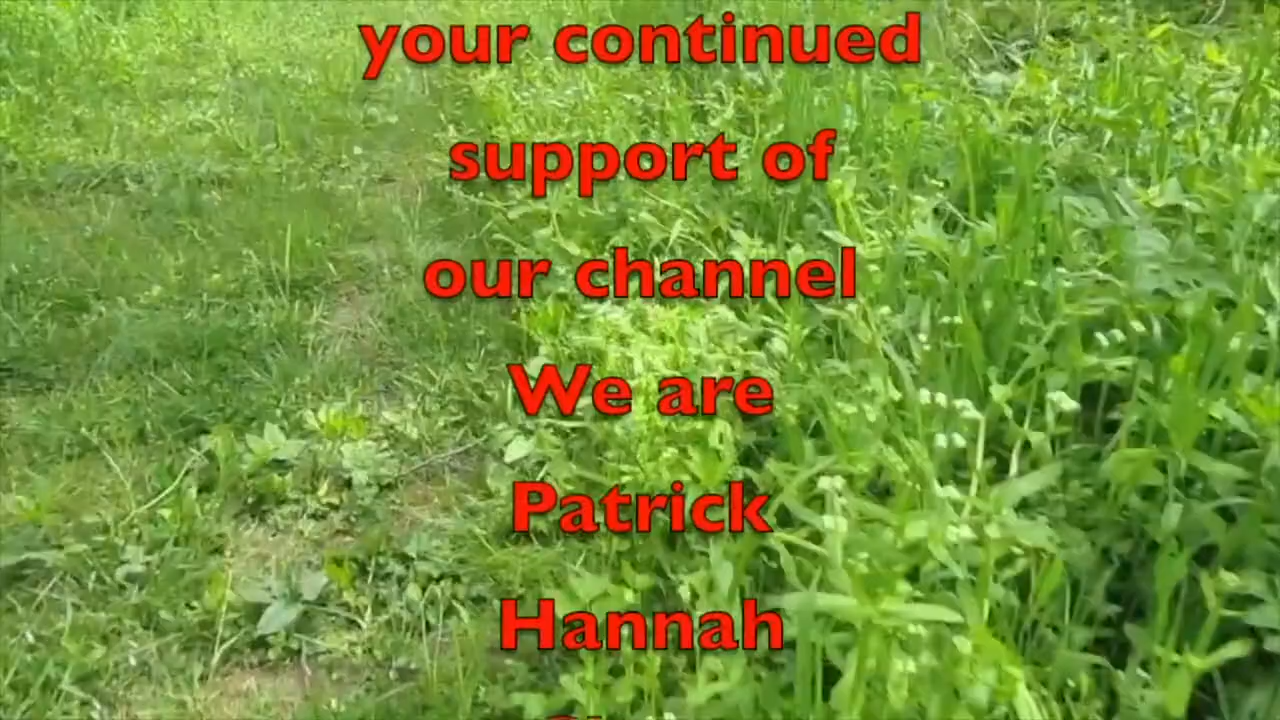 your continued
support of
our channel
We are
Patrick
Hannah